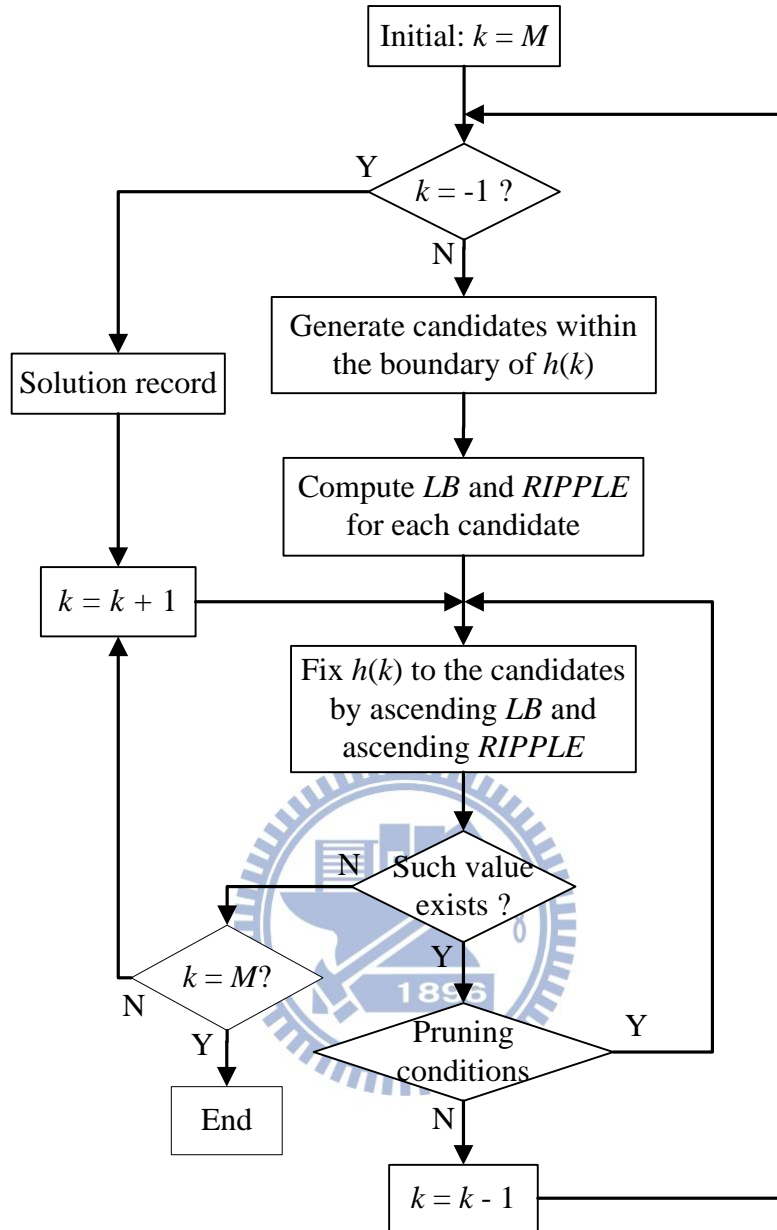 Initial: k = M
Y
k = -1 ?
N
Generate candidates within
the boundary of h(k)
Solution record
Compute LB and RIPPLE
for each candidate
k = k + 1
Fix h(k) to the candidates
by ascending LB and
ascending RIPPLE
N
Such value
exists ?
Y
k = M?
N
1896
Y
Pruning
conditions
Y
End
N
k = k - 1